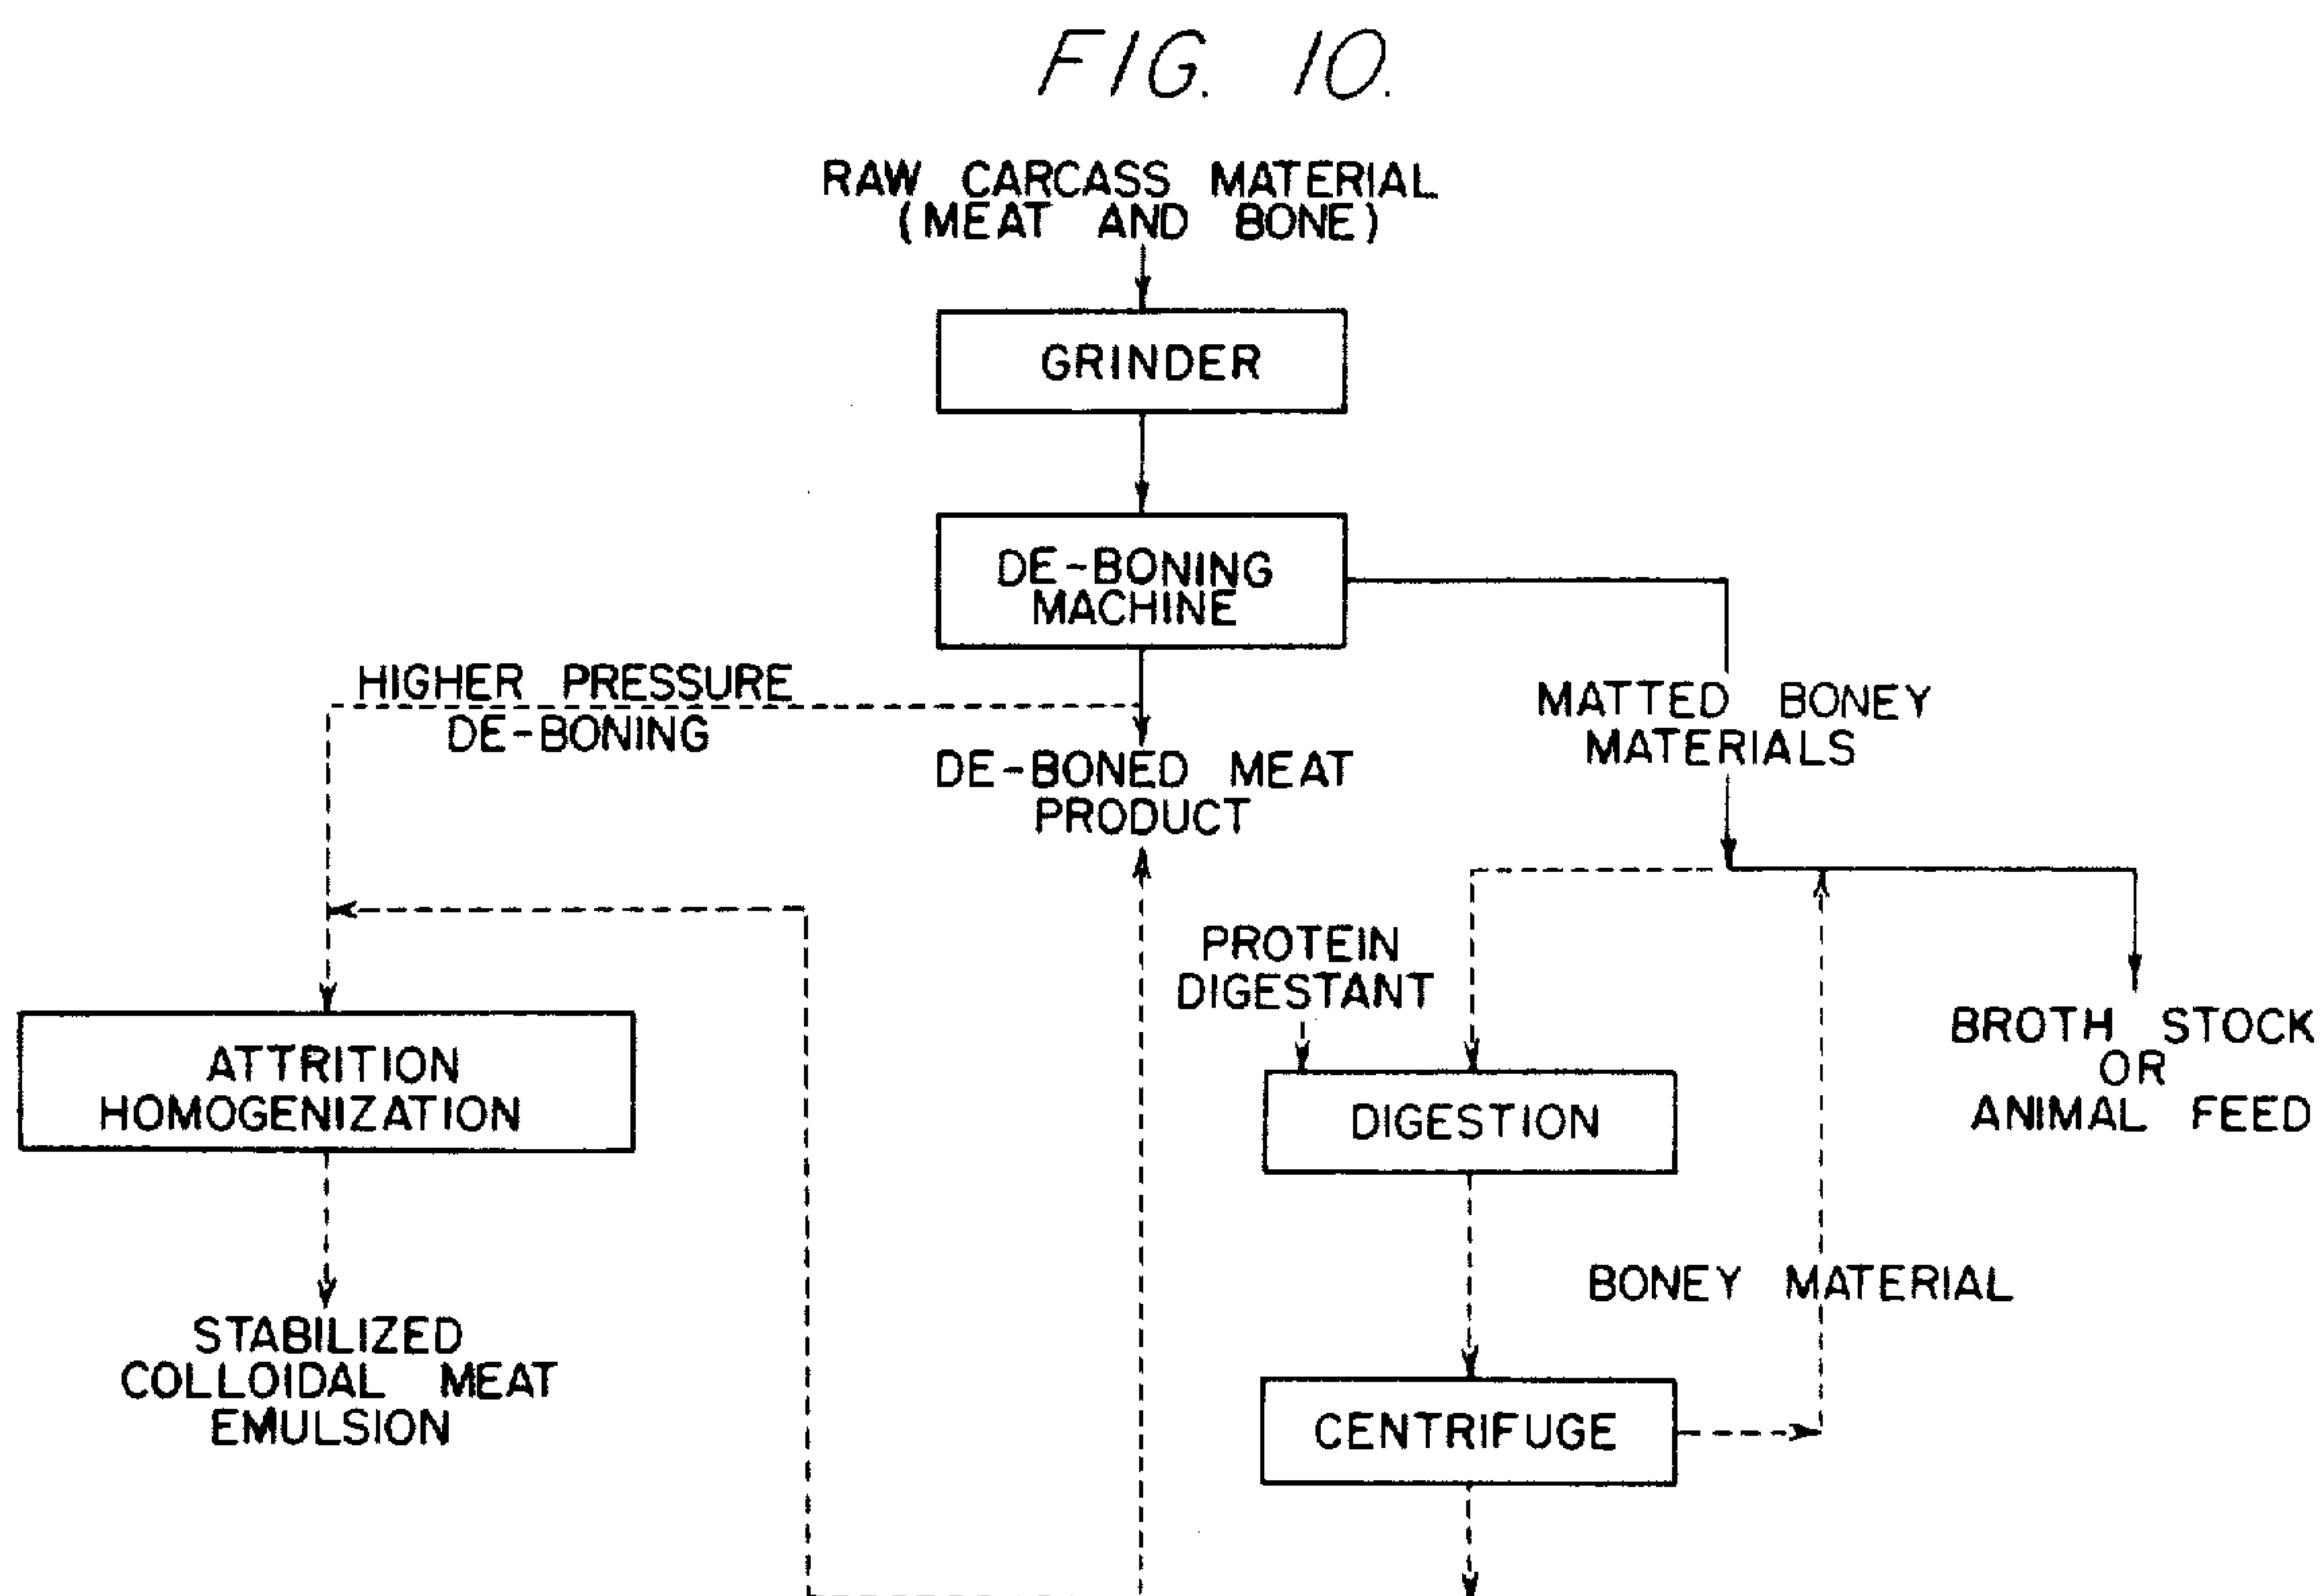 FIG. 10.
RAW CARCASS MATERIAL
(MEAT AND BONE)
GRINDER
DE-BONING
MACHINE
HIGHER PRESSURE
DE-BONING
DE-BONED MEAT
PRODUCT
MATTED BONEY
MATERIALS
PROTEIN
DIGESTANT
BROTH STOCK
OR
ANIMAL FEED
ATTRITION
HOMOGENIZATION
DIGESTION
BONEY MATERIAL
STABILIZED
COLLOIDAL MEAT
EMULSION
CENTRIFUGE